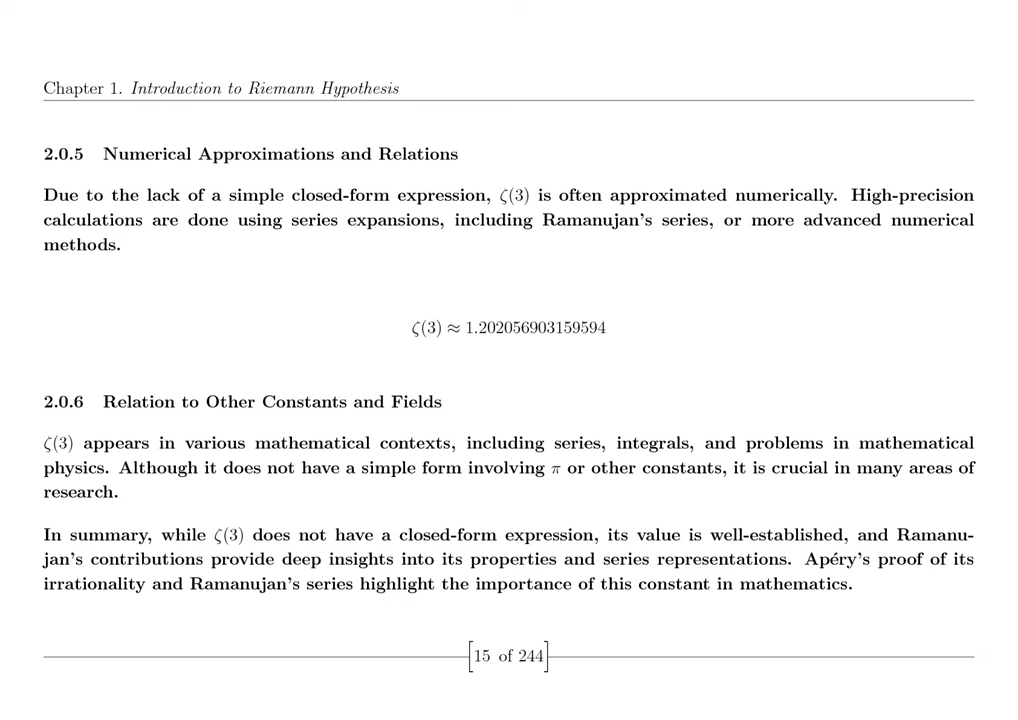 Chapter 1. Introduction to Riemann Hypothesis
2.0.5 Numerical Approximations and Relations
Due to the lack of a simple closed-form expression, ζ(3) is often approximated numerically. High-precision
calculations are done using series expansions, including Ramanujan's series, or more advanced numerical
methods.
ζ(3) ≈ 1.202056903159594
2.0.6 Relation to Other Constants and Fields
ζ(3) appears in various mathematical contexts, including series, integrals, and problems in mathematical
physics. Although it does not have a simple form involving π or other constants, it is crucial in many areas of
research.
In summary, while ζ(3) does not have a closed-form expression, its value is well-established, and Ramanu-
jan's contributions provide deep insights into its properties and series representations. Apéry's proof of its
irrationality and Ramanujan's series highlight the importance of this constant in mathematics.
[15 of 244]